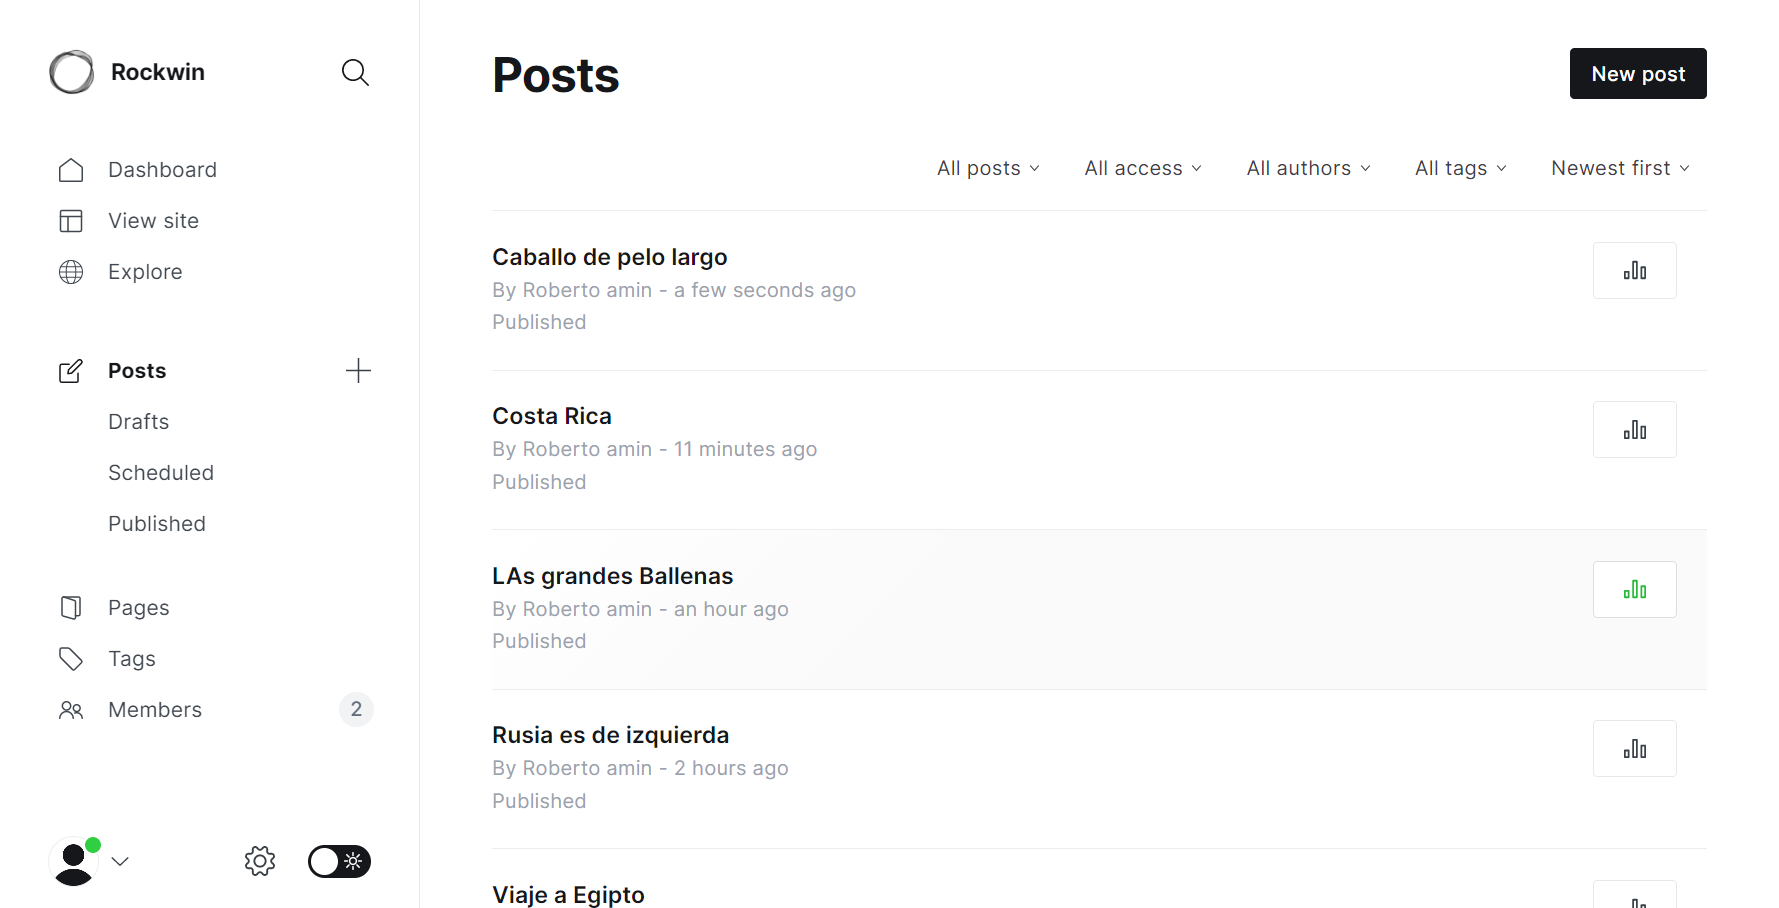 Rockwin
Dashboard
View site
Explore
Posts
Drafts
Scheduled
Published
Pages
Tags
Members 2
Posts
New post
All posts All access All authors All tags Newest first
Caballo de pelo largo
By Roberto amin - a few seconds ago
Published
Costa Rica
By Roberto amin - 11 minutes ago
Published
LAs grandes Ballenas
By Roberto amin - an hour ago
Published
Rusia es de izquierda
By Roberto amin - 2 hours ago
Published
Viaje a Egipto